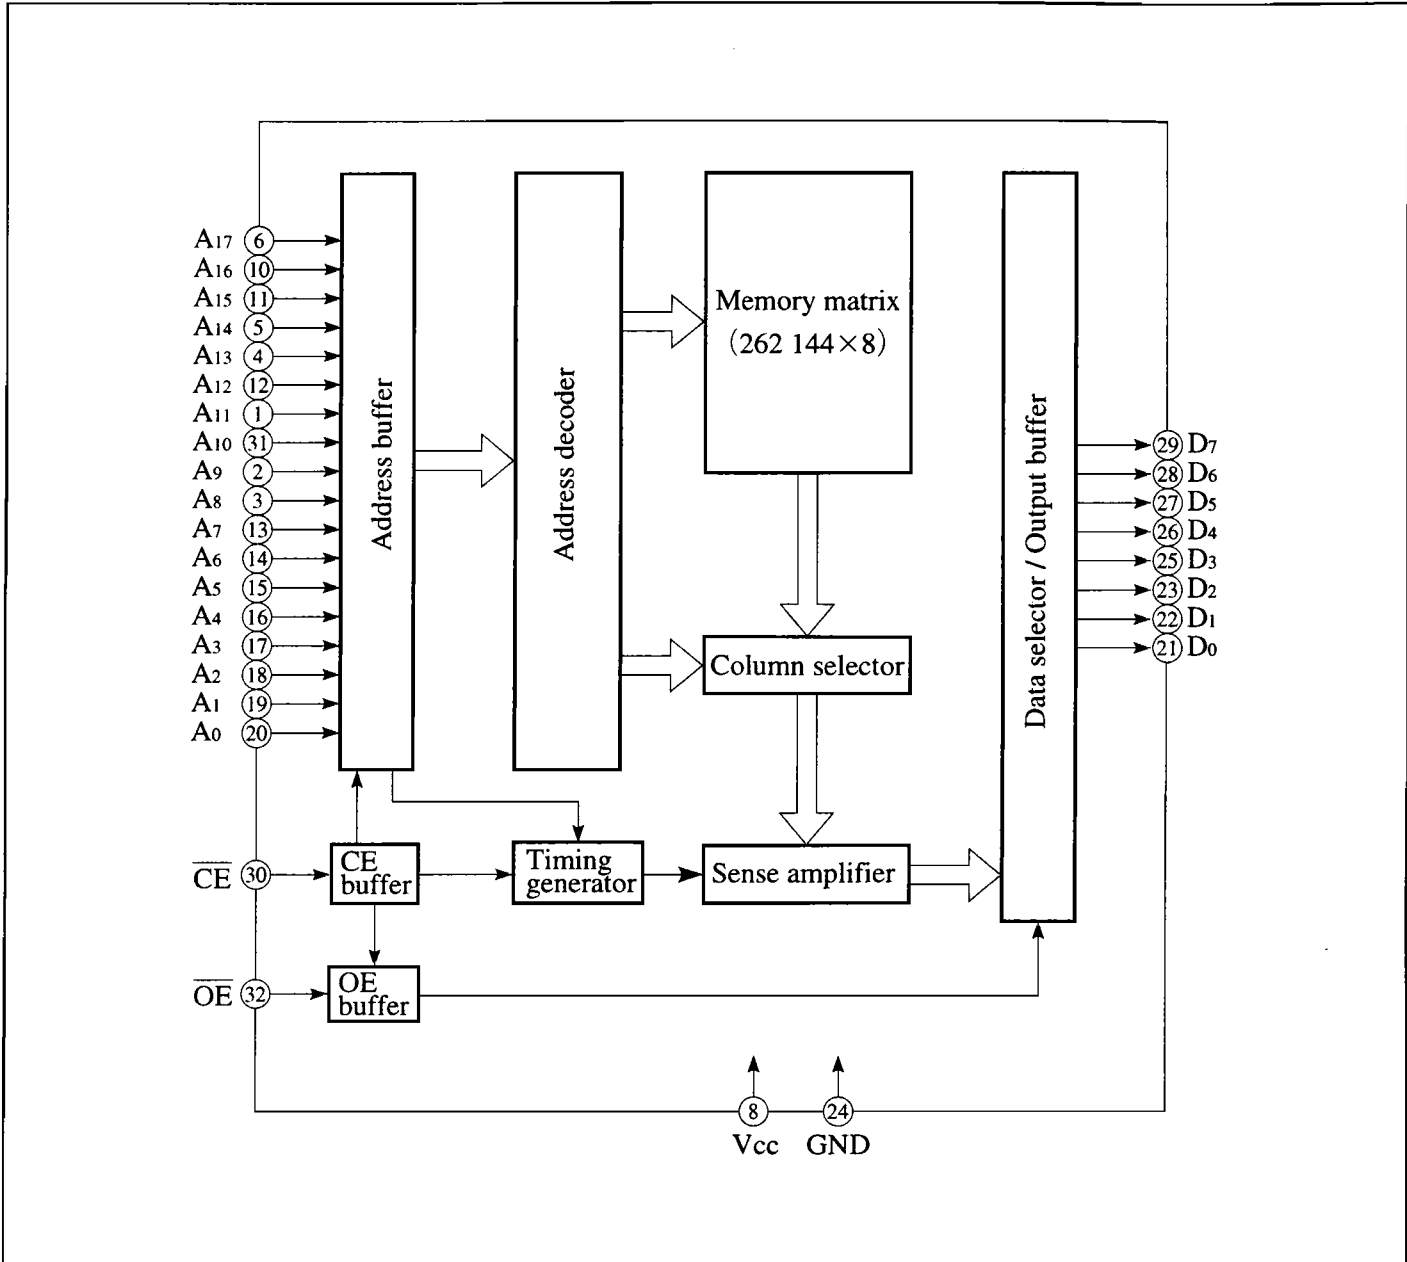 A17 6
A16 10
A15 11
A14 5
A13 4
A12 12
A11 1
A10 31
A9 2
A8 3
A7 13
A6 14
A5 15
A4 16
A3 17
A2 18
A1 19
A0 20
CE 30
OE 32
Address buffer
Address decoder
Memory matrix
(262 144×8)
Column selector
CE
buffer
Timing
generator
Sense amplifier
OE
buffer
Data selector / Output buffer
29 D7
28 D6
27 D5
26 D4
25 D3
23 D2
22 D1
21 D0
8
Vcc
24
GND